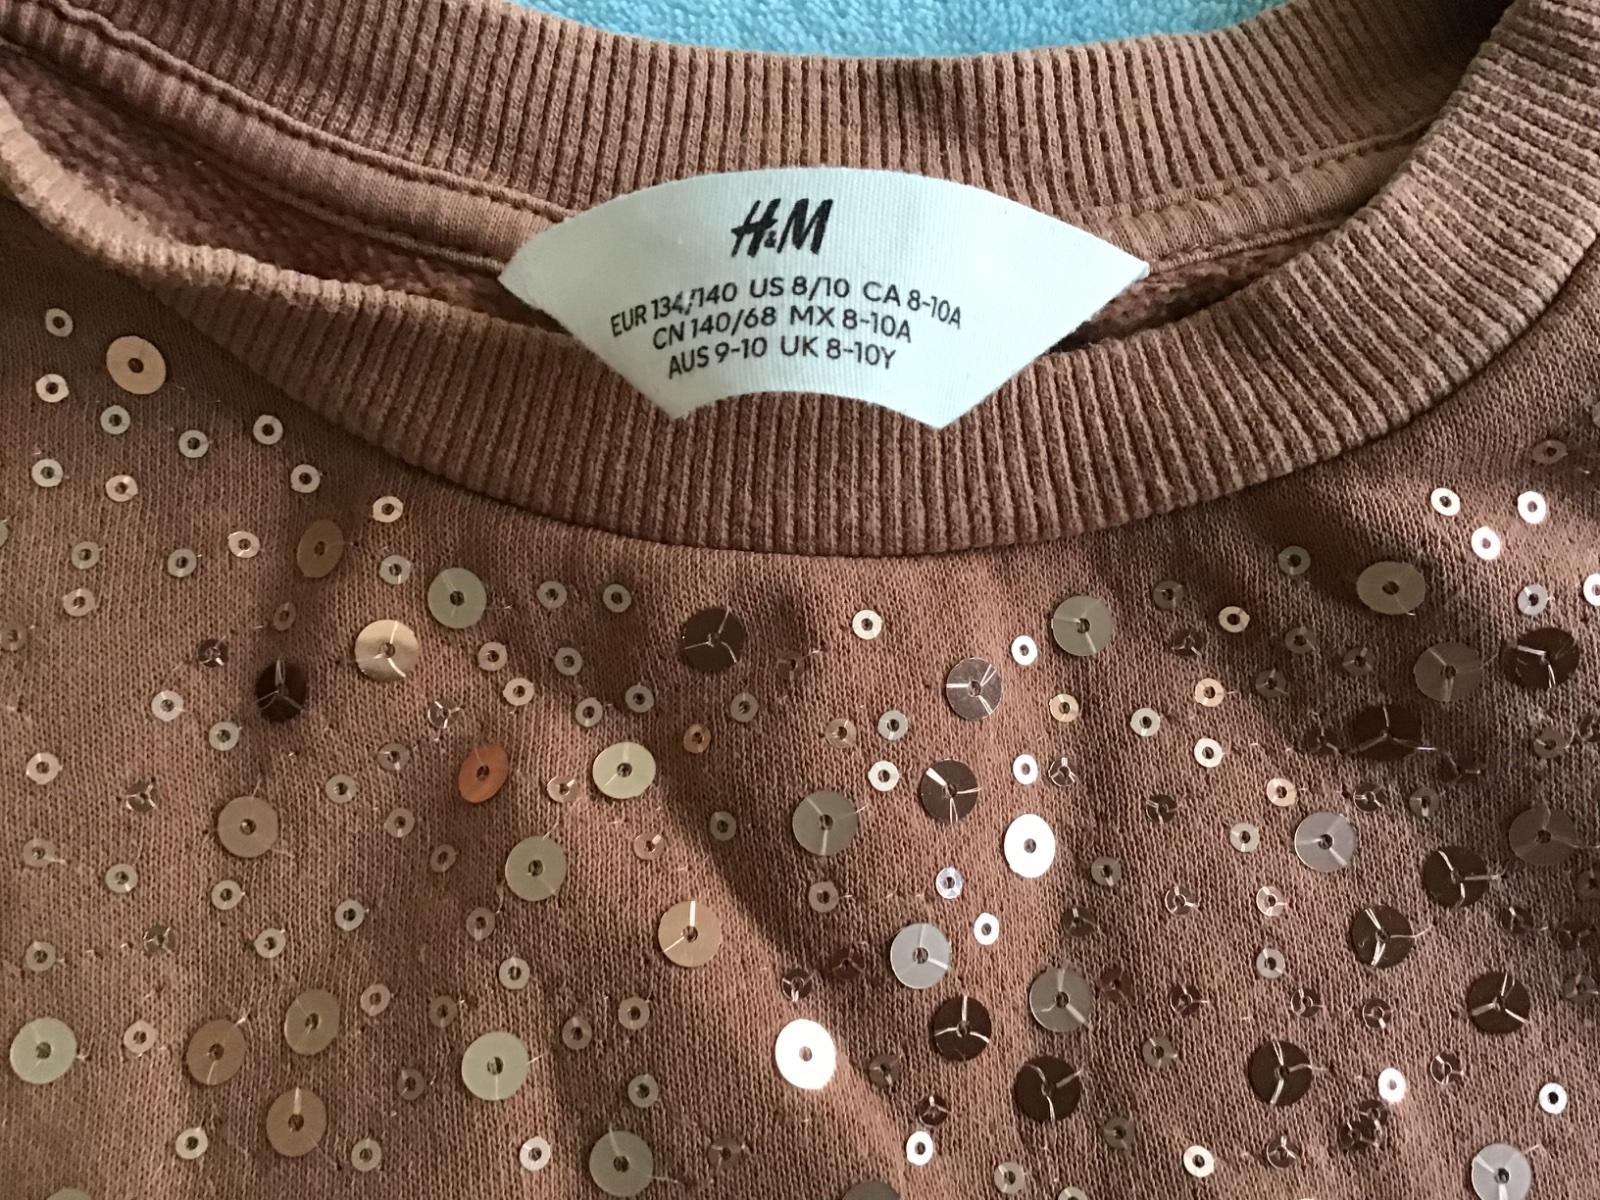 H&M
EUR 134/140 US 8/10 CA 8-10A
CN 140/68 MX 8-10A
AUS 9-10 UK 8-10Y